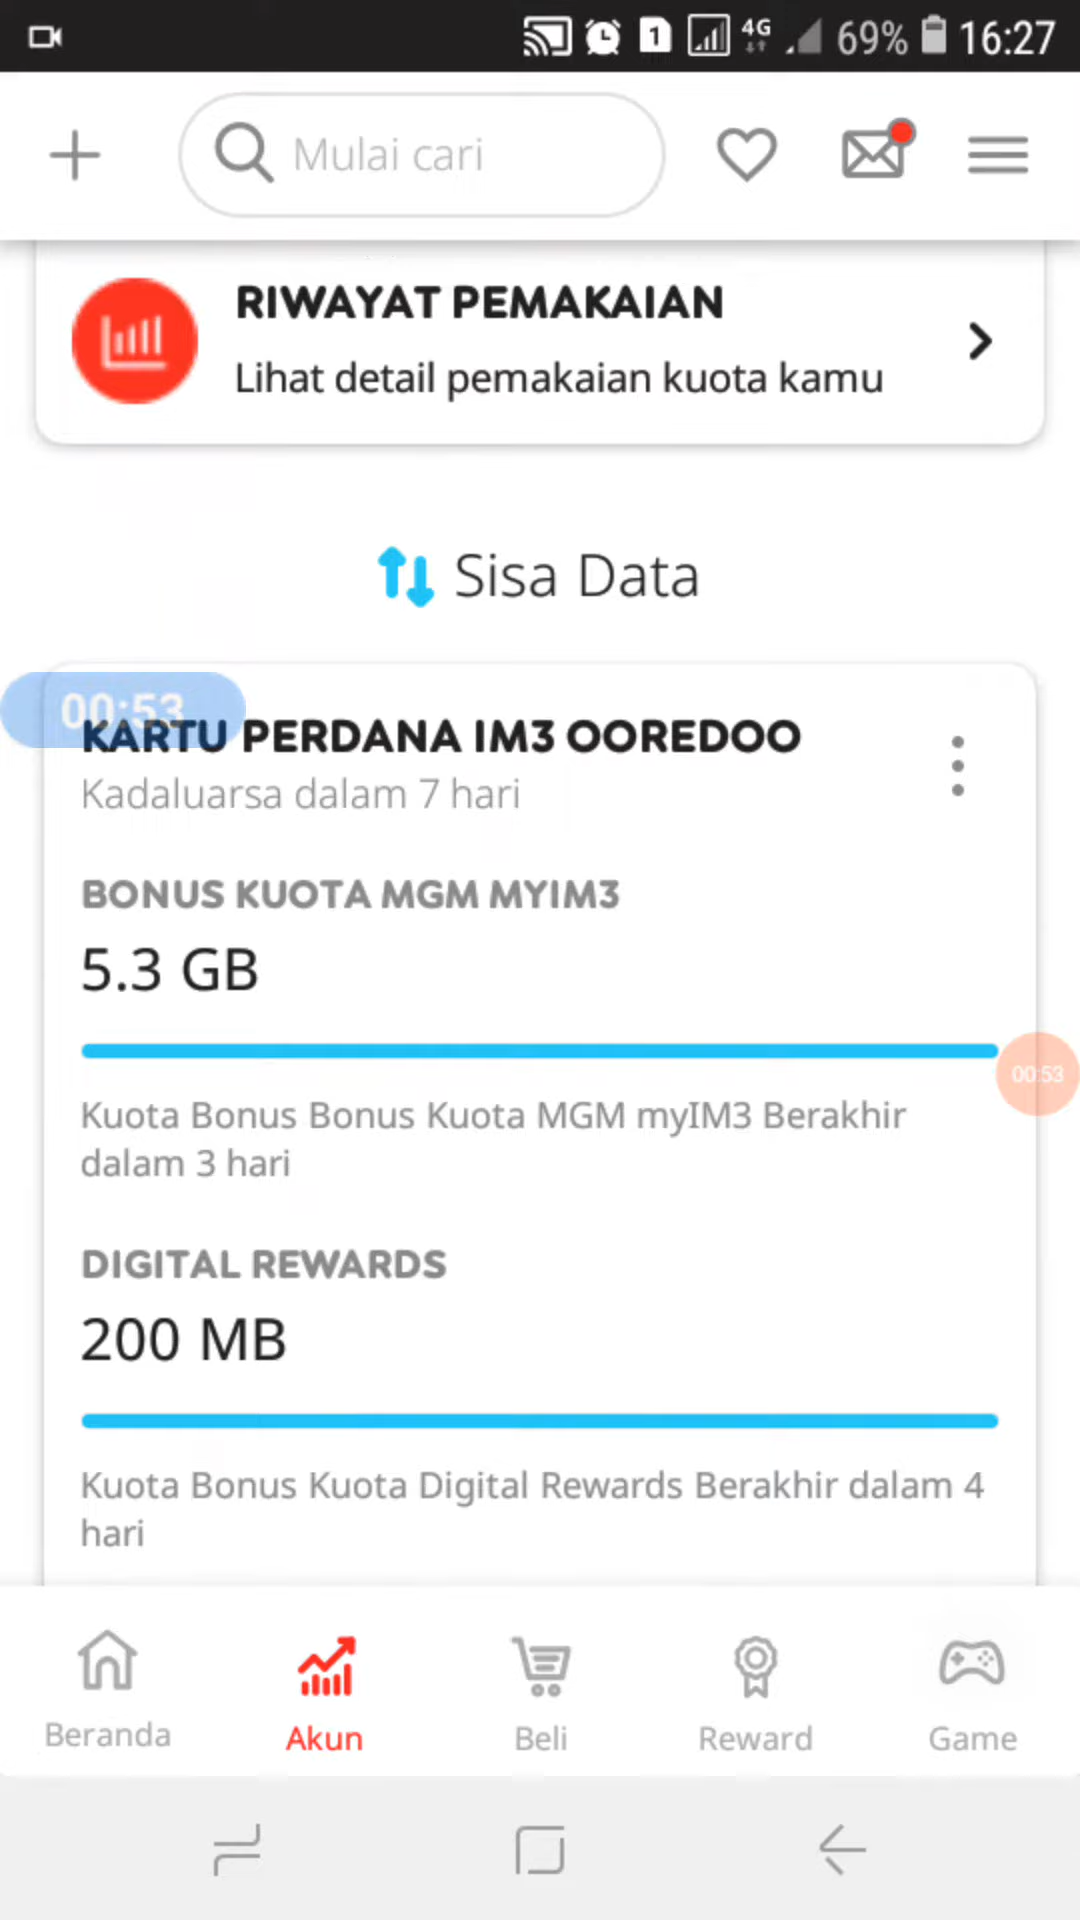 1 4G 69% 16:27
Mulai cari
RIWAYAT PEMAKAIAN
Lihat detail pemakaian kuota kamu
Sisa Data
00:53
KARTU PERDANA IM3 OOREDOO
Kadaluarsa dalam 7 hari
BONUS KUOTA MGM MYIM3
5.3 GB
00:53
Kuota Bonus Bonus Kuota MGM myIM3 Berakhir
dalam 3 hari
DIGITAL REWARDS
200 MB
Kuota Bonus Kuota Digital Rewards Berakhir dalam 4
hari
Beranda Akun Beli Reward Game